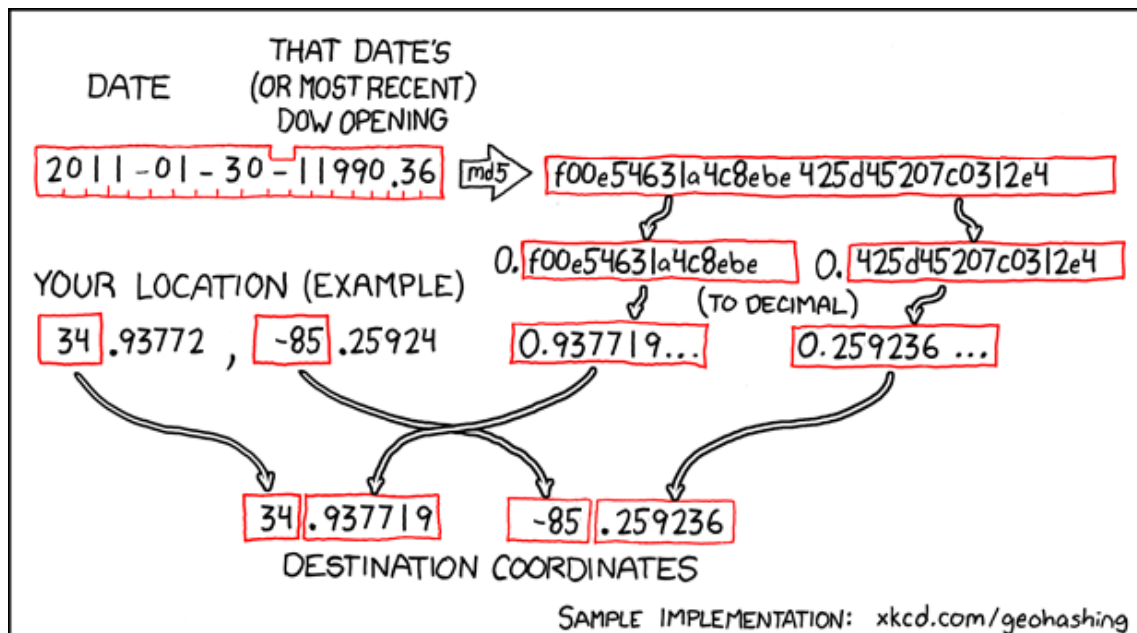 DATE
THAT DATE'S
(OR MOST RECENT)
DOW OPENING
2011-01-30-11990.36
md5
f00e54631a4c8ebe 425d45207c0312e4
0. f00e54631a4c8ebe
0. 425d45207c0312e4
YOUR LOCATION (EXAMPLE)
(TO DECIMAL)
34 .93772 , -85 .25924
0.937719...
0.259236 ...
34 .937719
-85 .259236
DESTINATION COORDINATES
SAMPLE IMPLEMENTATION: xkcd.com/geohashing